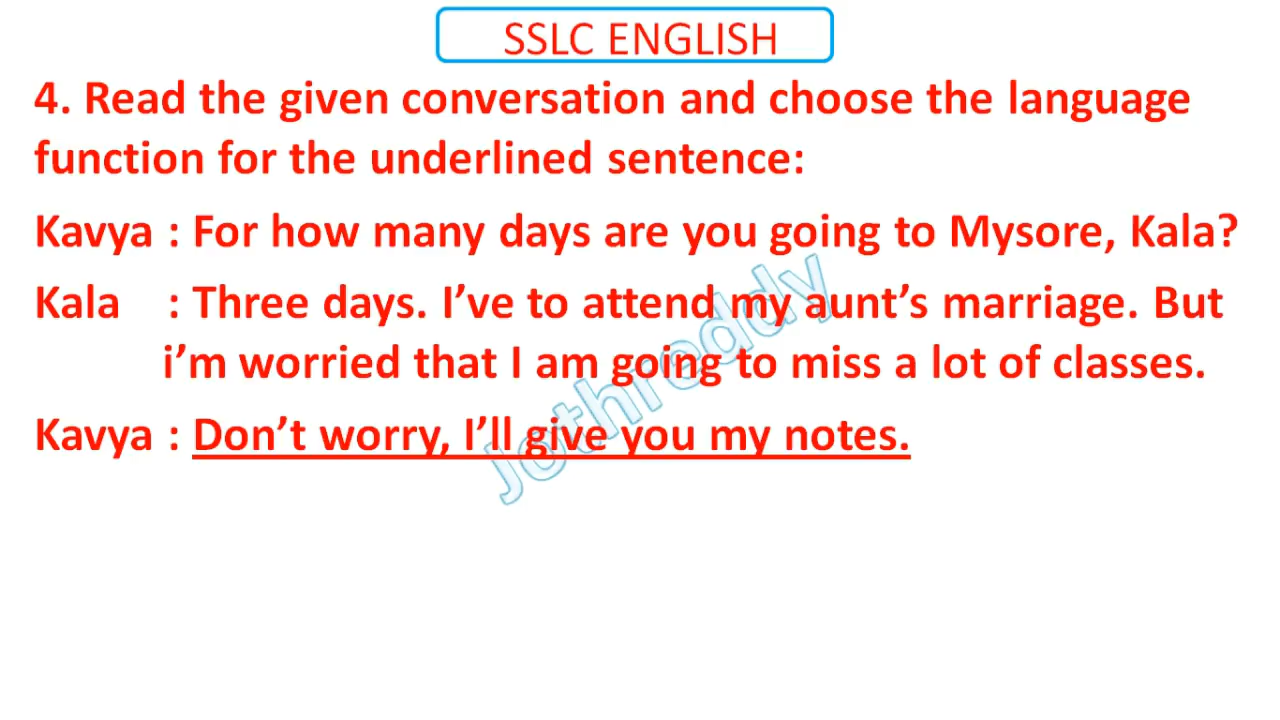 SSLC ENGLISH
4. Read the given conversation and choose the language
function for the underlined sentence:
Kavya : For how many days are you going to Mysore, Kala?
Kala : Three days. I've to attend my aunt's marriage. But
i'm worried that I am going to miss a lot of classes.
Kavya : Don't worry, I'll give you my notes.
Jothreddy